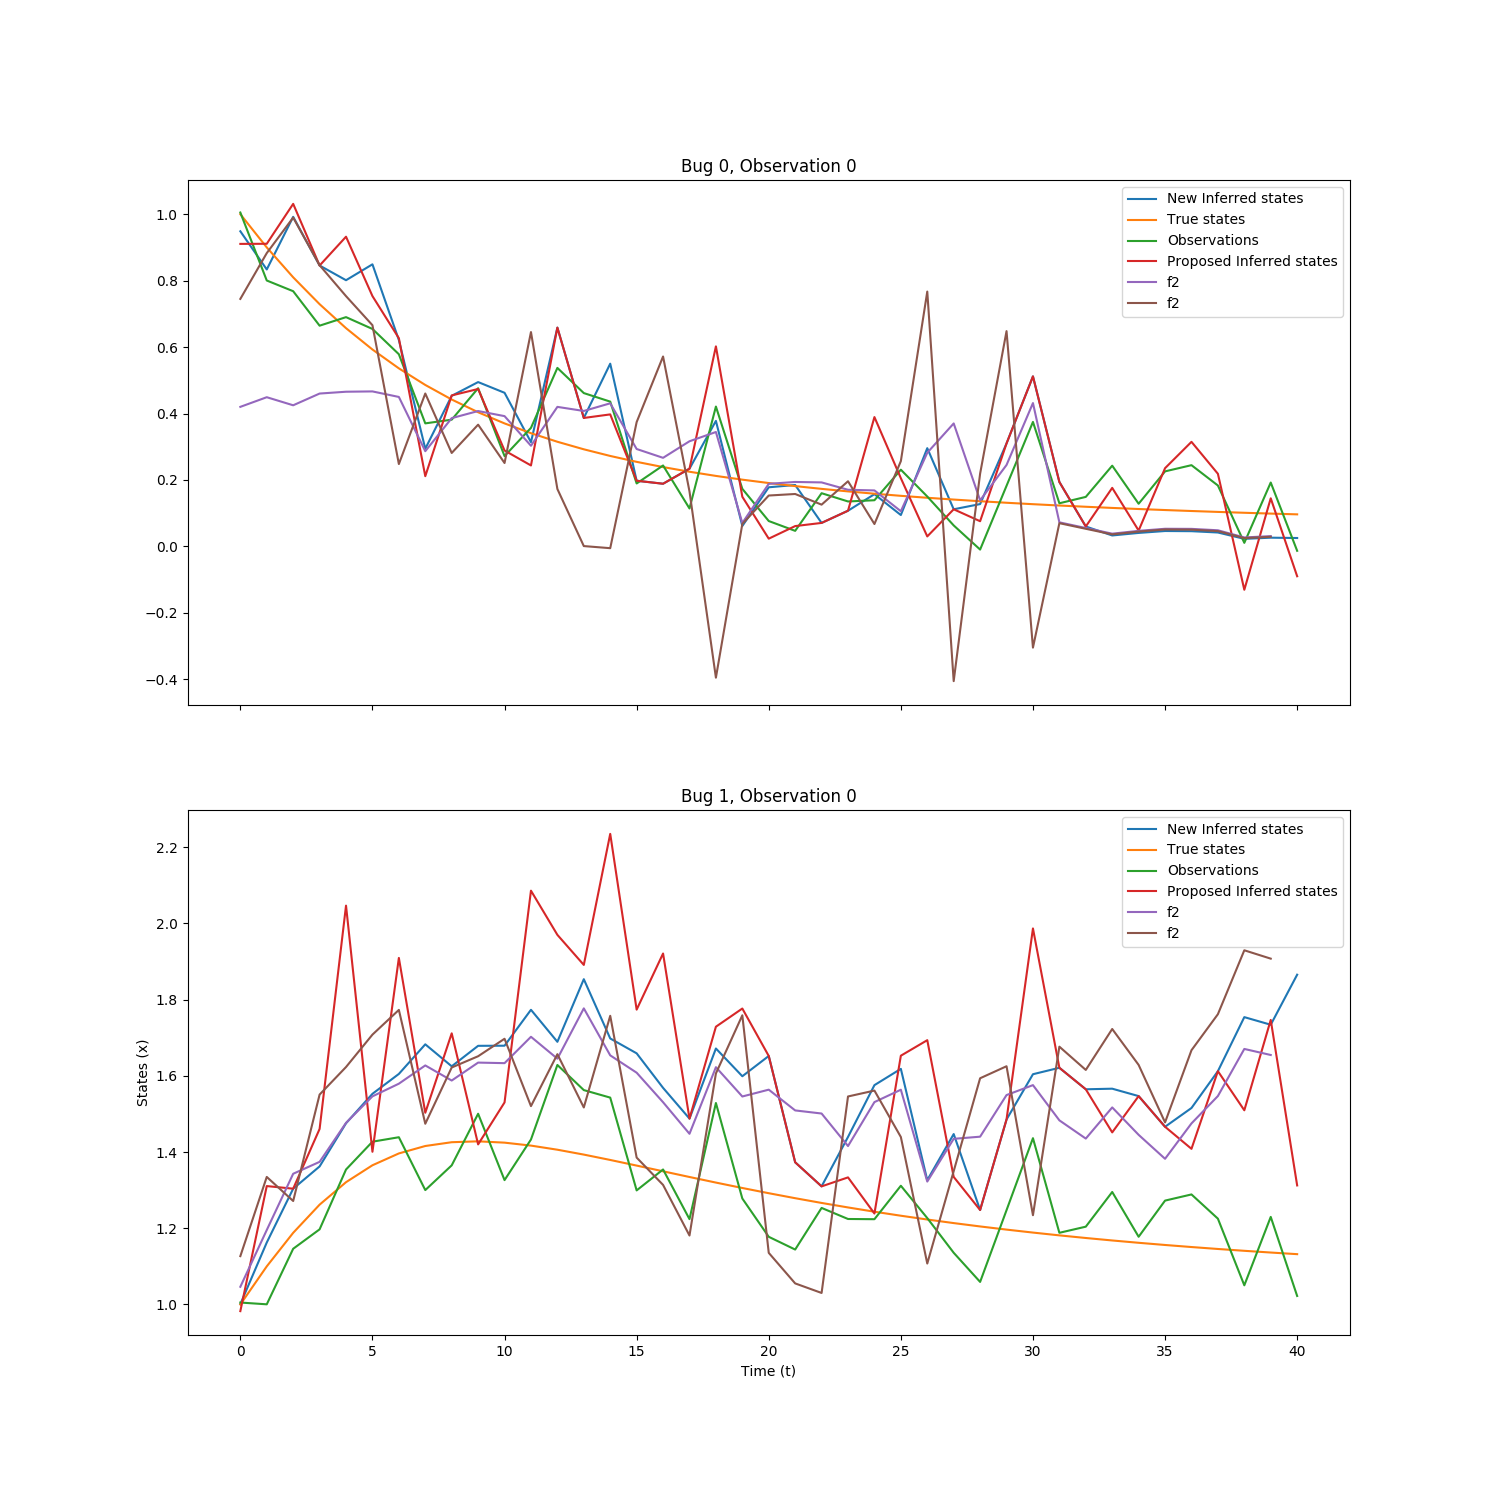 Bug 0, Observation 0
1.0
0.8
0.6
0.4
0.2
0.0
−0.2
−0.4
New Inferred states
True states
Observations
Proposed Inferred states
f2
f2
Bug 1, Observation 0
2.2
2.0
1.8
1.6
1.4
1.2
1.0
States (x)
New Inferred states
True states
Observations
Proposed Inferred states
f2
f2
0 5 10 15 20 25 30 35 40
Time (t)